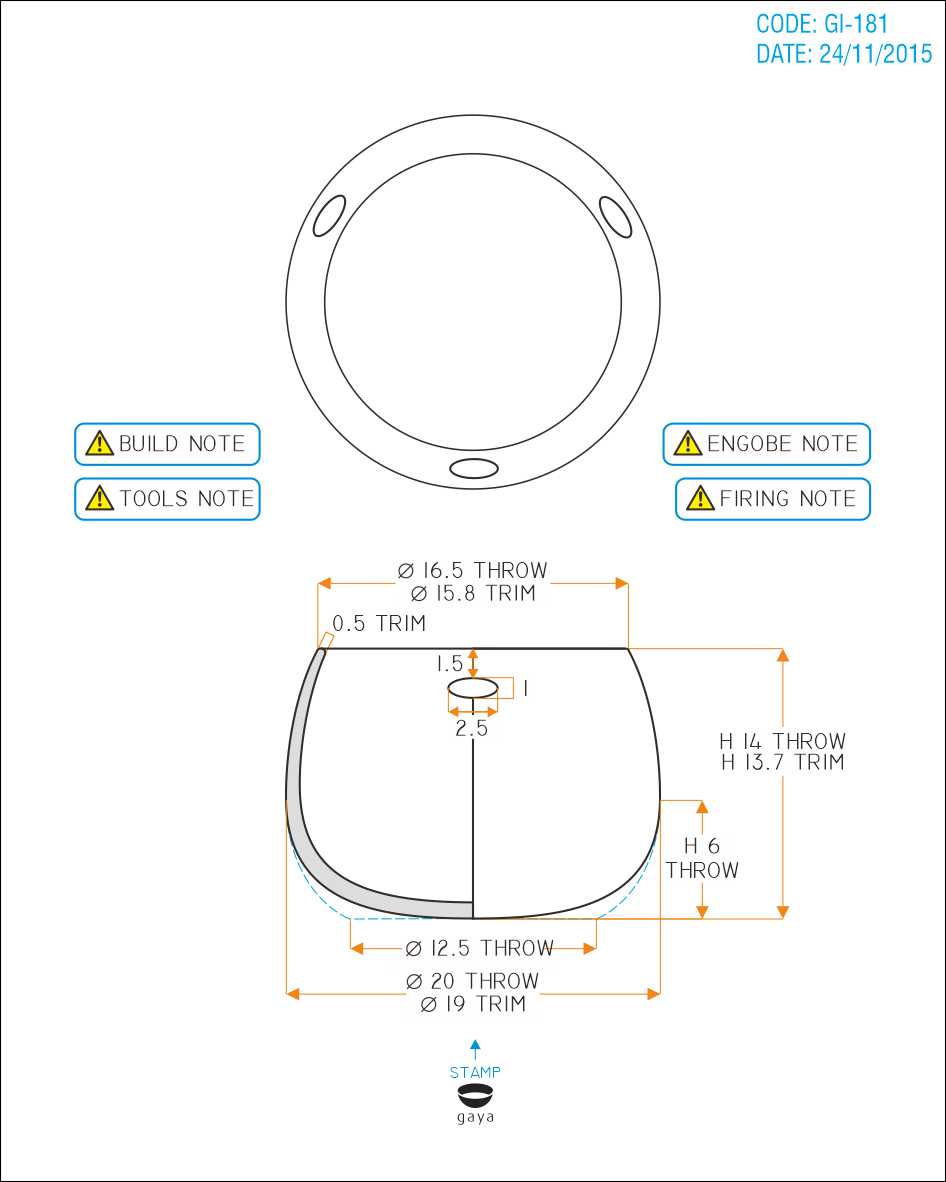 CODE: GI-181
DATE: 24/11/2015
BUILD NOTE
ENGOBE NOTE
TOOLS NOTE
FIRING NOTE
Ø 16.5 THROW
Ø 15.8 TRIM
0.5 TRIM
1.5
1
2.5
H 14 THROW
H 13.7 TRIM
H 6
THROW
Ø 12.5 THROW
Ø 20 THROW
Ø 19 TRIM
STAMP
gaya